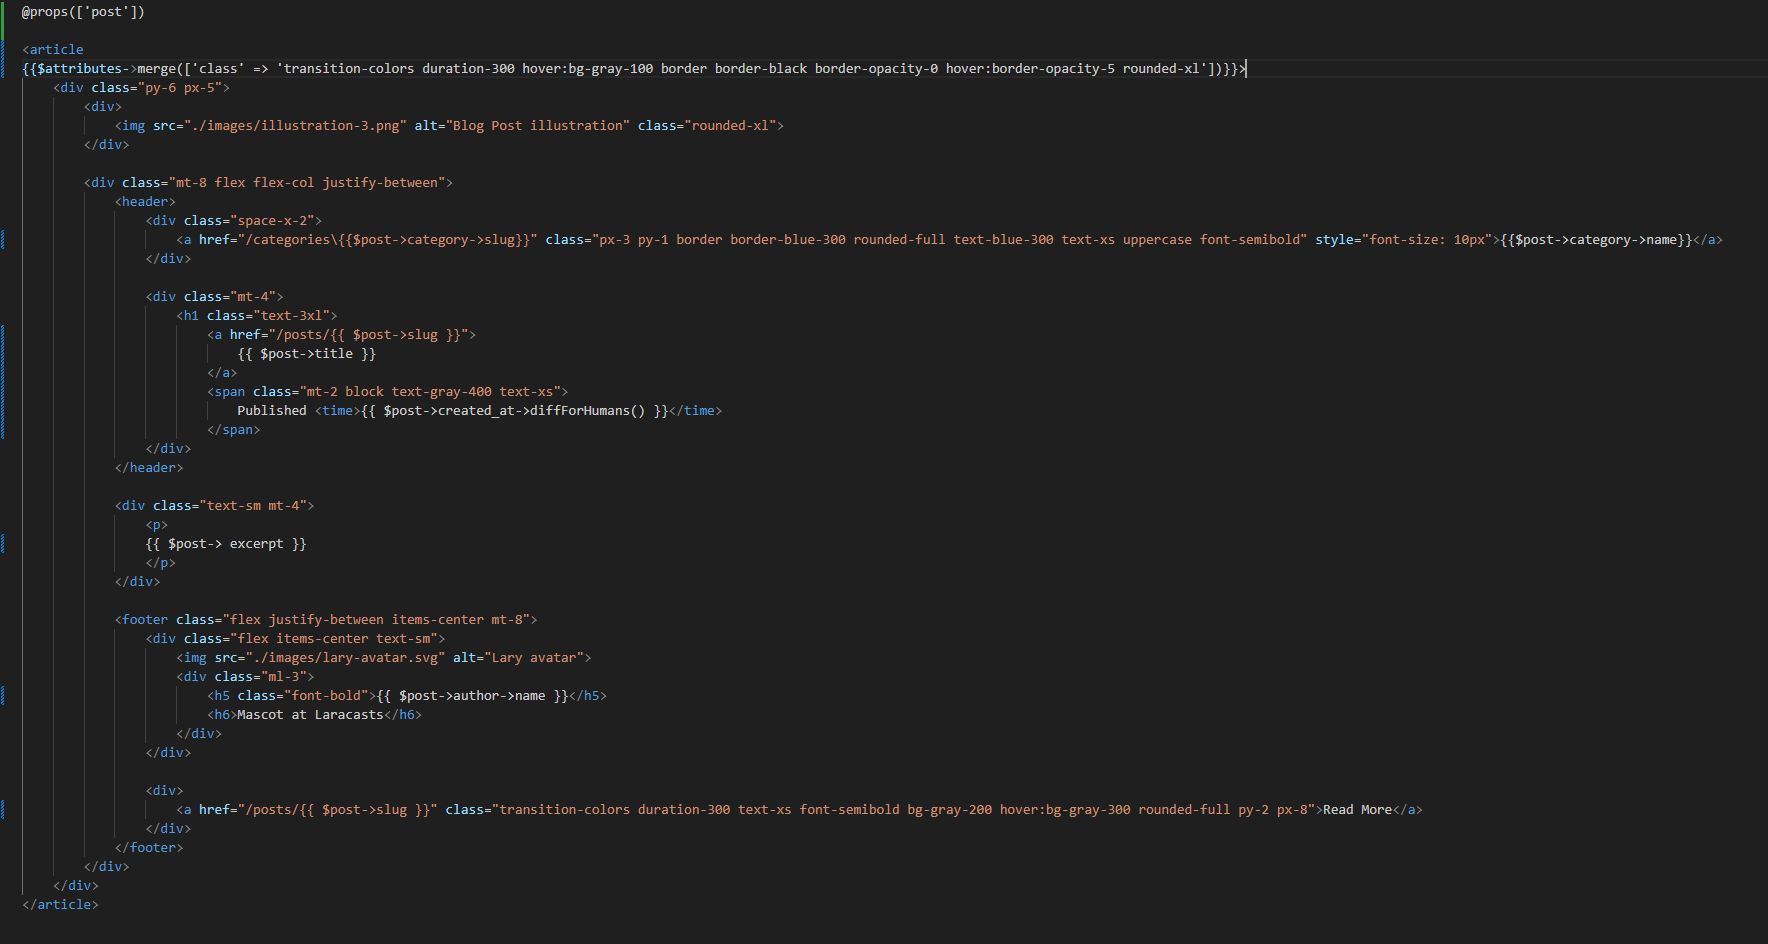 @props(['post'])
<article
{{$attributes->merge(['class' => 'transition-colors duration-300 hover:bg-gray-100 border border-black border-opacity-0 hover:border-opacity-5 rounded-xl'])}}>
<div class="py-6 px-5">
<div>
<img src="./images/illustration-3.png" alt="Blog Post illustration" class="rounded-xl">
</div>
<div class="mt-8 flex flex-col justify-between">
<header>
<div class="space-x-2">
<a href="/categories\{{$post->category->slug}}" class="px-3 py-1 border border-blue-300 rounded-full text-blue-300 text-xs uppercase font-semibold" style="font-size: 10px">{{$post->category->name}}</a>
</div>
<div class="mt-4">
<h1 class="text-3xl">
<a href="/posts/{{ $post->slug }}">
{{ $post->title }}
</a>
<span class="mt-2 block text-gray-400 text-xs">
Published <time>{{ $post->created_at->diffForHumans() }}</time>
</span>
</div>
</header>
<div class="text-sm mt-4">
<p>
{{ $post-> excerpt }}
</p>
</div>
<footer class="flex justify-between items-center mt-8">
<div class="flex items-center text-sm">
<img src="./images/lary-avatar.svg" alt="Lary avatar">
<div class="ml-3">
<h5 class="font-bold">{{ $post->author->name }}</h5>
<h6>Mascot at Laracasts</h6>
</div>
</div>
<div>
<a href="/posts/{{ $post->slug }}" class="transition-colors duration-300 text-xs font-semibold bg-gray-200 hover:bg-gray-300 rounded-full py-2 px-8">Read More</a>
</div>
</footer>
</div>
</div>
</article>